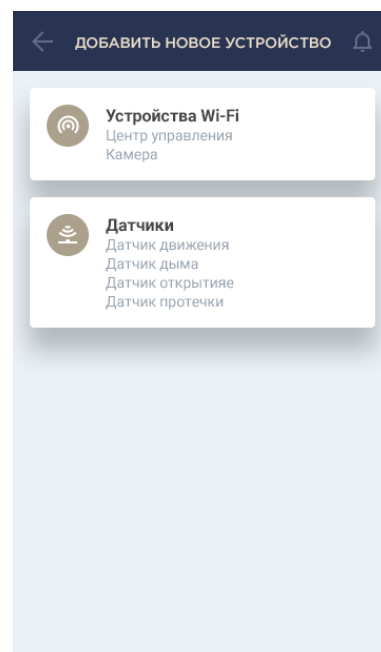 ДОБАВИТЬ НОВОЕ УСТРОЙСТВО
Устройства Wi-Fi
Центр управления
Камера
Датчики
Датчик движения
Датчик дыма
Датчик открытияе
Датчик протечки